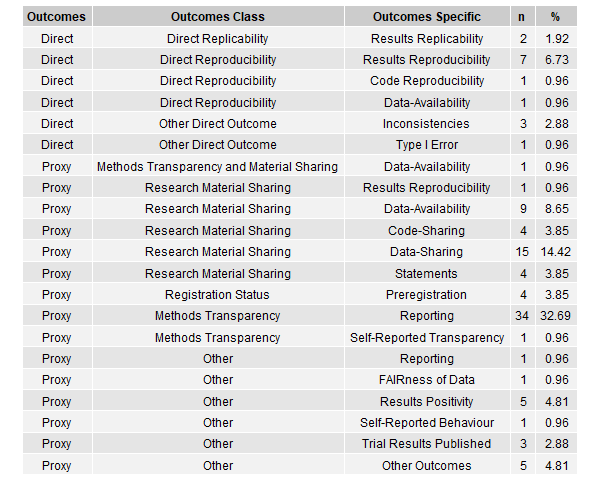 Outcomes Outcomes Class Outcomes Specific n %
Direct Direct Replicability Results Replicability 2 1.92
Direct Direct Reproducibility Results Reproducibility 7 6.73
Direct Direct Reproducibility Code Reproducibility 1 0.96
Direct Direct Reproducibility Data-Availability 1 0.96
Direct Other Direct Outcome Inconsistencies 3 2.88
Direct Other Direct Outcome Type I Error 1 0.96
Proxy Methods Transparency and Material Sharing Data-Availability 1 0.96
Proxy Research Material Sharing Results Reproducibility 1 0.96
Proxy Research Material Sharing Data-Availability 9 8.65
Proxy Research Material Sharing Code-Sharing 4 3.85
Proxy Research Material Sharing Data-Sharing 15 14.42
Proxy Research Material Sharing Statements 4 3.85
Proxy Registration Status Preregistration 4 3.85
Proxy Methods Transparency Reporting 34 32.69
Proxy Methods Transparency Self-Reported Transparency 1 0.96
Proxy Other Reporting 1 0.96
Proxy Other FAIRness of Data 1 0.96
Proxy Other Results Positivity 5 4.81
Proxy Other Self-Reported Behaviour 1 0.96
Proxy Other Trial Results Published 3 2.88
Proxy Other Other Outcomes 5 4.81